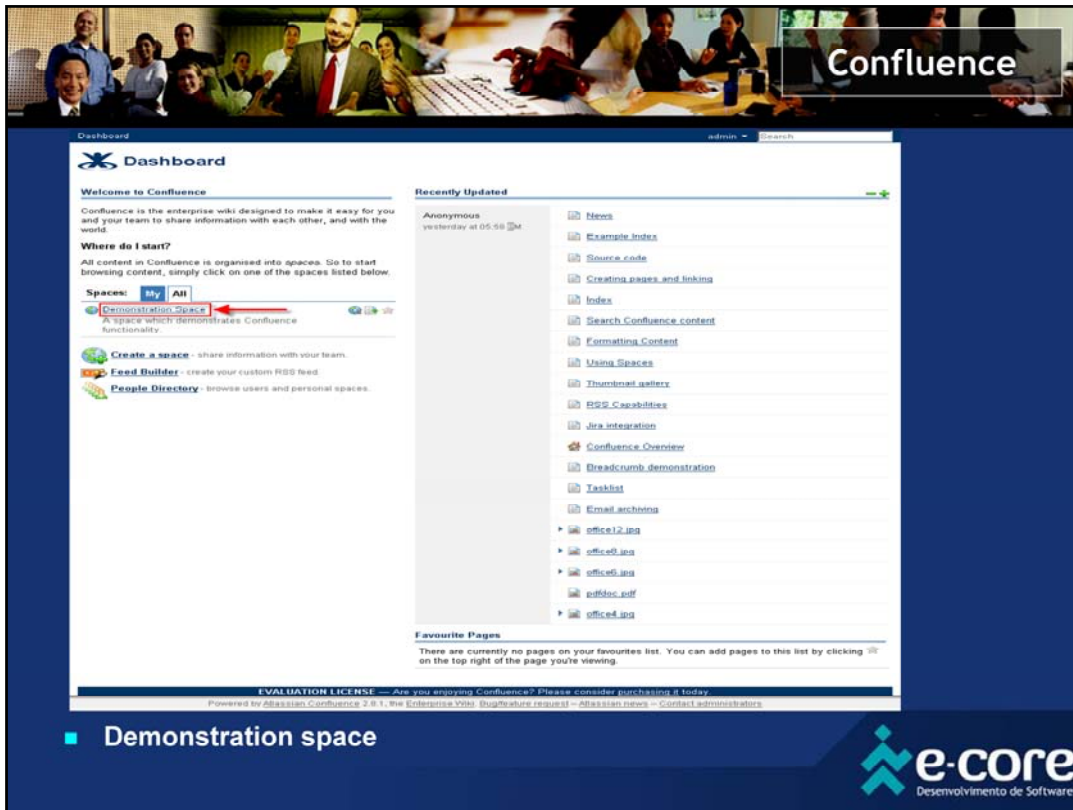 Confluence
Dashboard
admin
Search
Dashboard
Welcome to Confluence
Confluence is the enterprise wiki designed to make it easy for you
and your team to share information with each other, and with the
world.
Where do I start?
All content in Confluence is organised into spaces. So to start
browsing content, simply click on one of the spaces listed below.
Spaces: My All
Demonstration Space
A space which demonstrates Confluence
functionality.
Create a space - share information with your team.
Feed Builder - create your custom RSS feed.
People Directory - browse users and personal spaces.
Recently Updated
Anonymous
yesterday at
News
Example Index
Source code
Creating pages and linking
Index
Search Confluence content
Formatting Content
Using Spaces
Thumbnail gallery
RSS Capabilities
Jira integration
Confluence Overview
Breadcrumb demonstration
Tasklist
Email archiving
office12.jpg
office8.jpg
office6.jpg
pdfdoc.pdf
office4.jpg
Favourite Pages
There are currently no pages on your favourites list. You can add pages to this list by clicking
on the top right of the page you're viewing.
EVALUATION LICENSE — Are you enjoying Confluence? Please consider purchasing it today.
Powered by Atlassian Confluence the Enterprise Wiki. Bug/feature request – Atlassian news – Contact administrators
Demonstration space
e-core
Desenvolvimento de Software